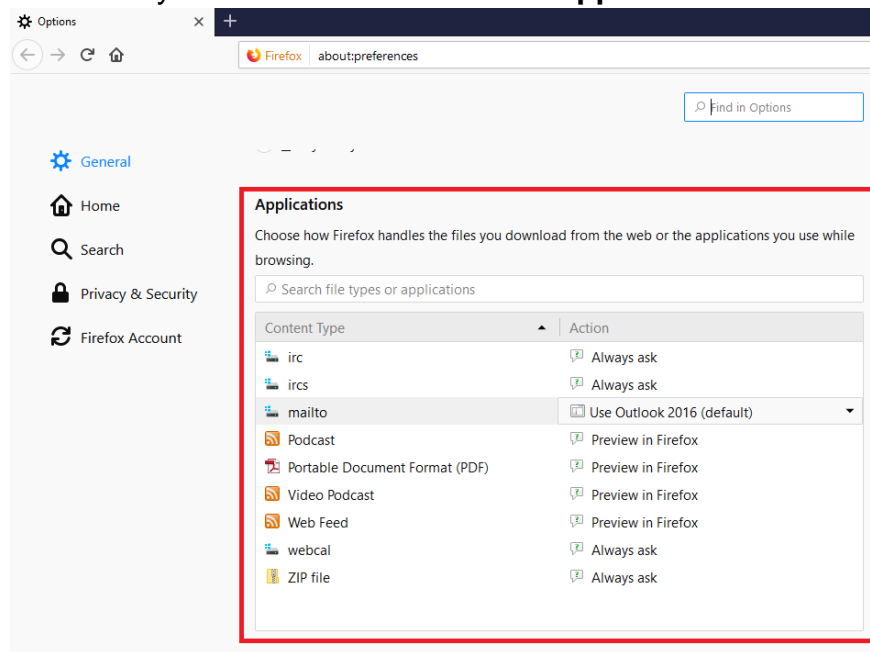 Options
Firefox about:preferences
Find in Options
General
Home
Search
Privacy & Security
Firefox Account
Applications
Choose how Firefox handles the files you download from the web or the applications you use while
browsing.
Search file types or applications
Content Type Action
irc Always ask
ircs Always ask
mailto Use Outlook 2016 (default)
Podcast Preview in Firefox
Portable Document Format (PDF) Preview in Firefox
Video Podcast Preview in Firefox
Web Feed Preview in Firefox
webcal Always ask
ZIP file Always ask